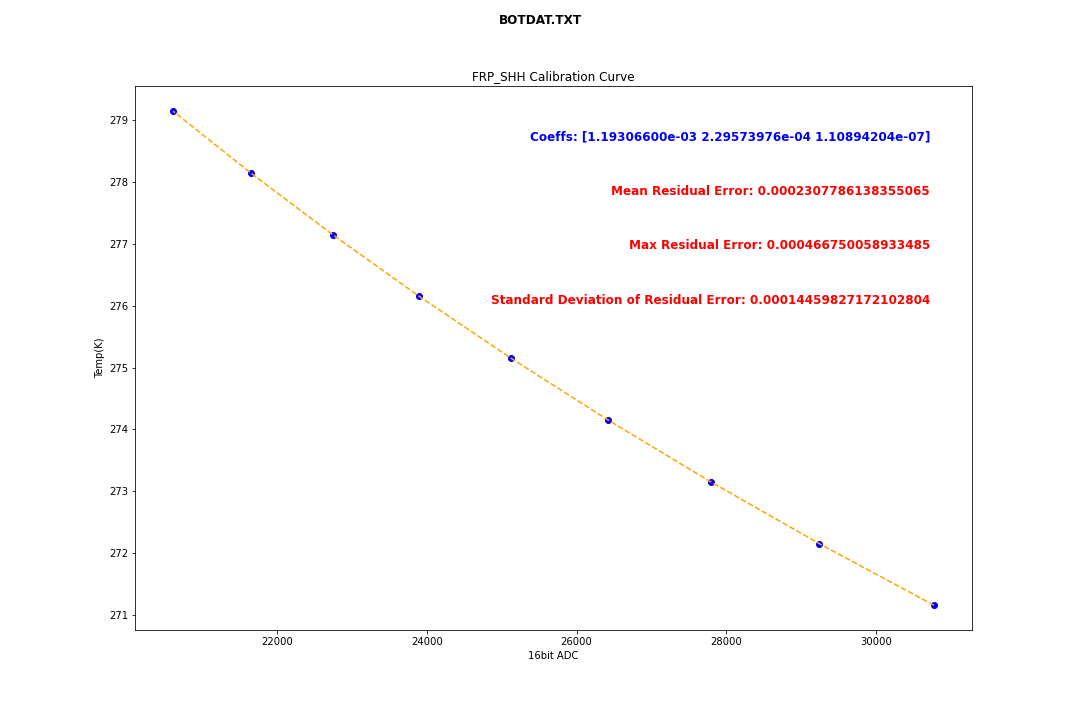 BOTDAT.TXT
FRP_SHH Calibration Curve
Coeffs: [1.19306600e-03 2.29573976e-04 1.10894204e-07]
Mean Residual Error: 0.0002307786138355065
Max Residual Error: 0.000466750058933485
Standard Deviation of Residual Error: 0.00014459827172102804
279
278
277
276
275
274
273
272
271
Temp(K)
22000 24000 26000 28000 30000
16bit ADC